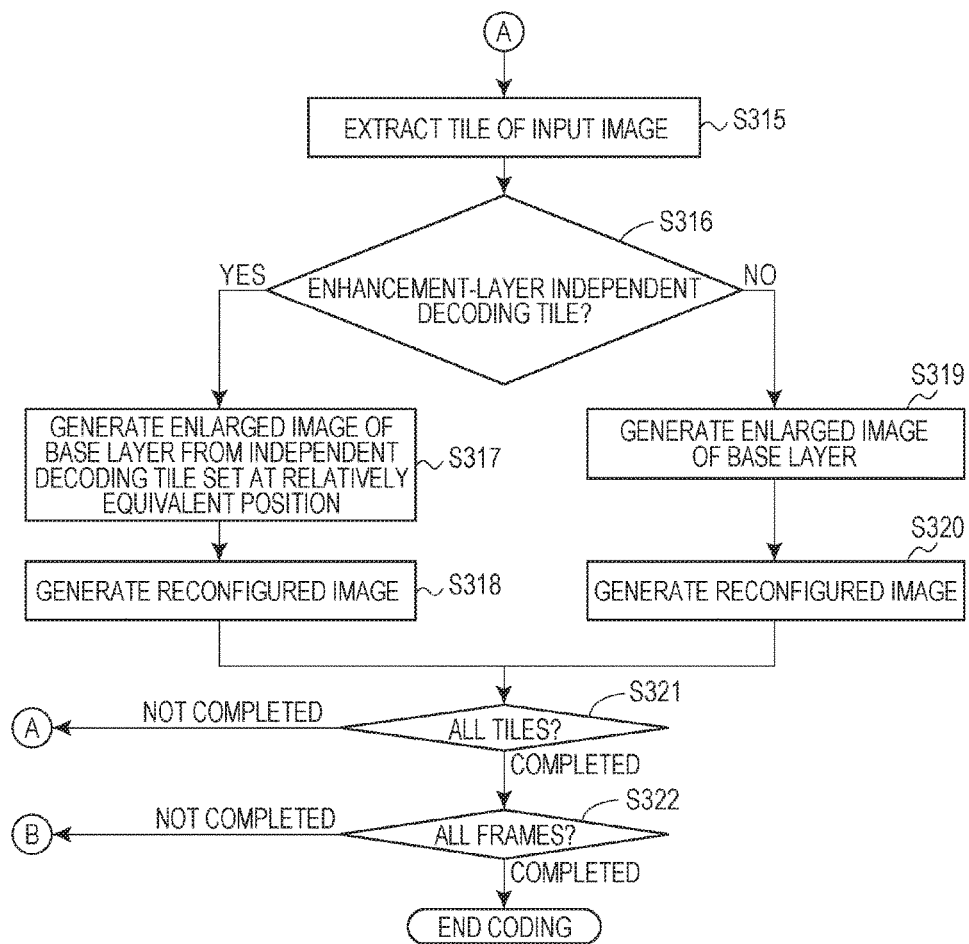 A
EXTRACT TILE OF INPUT IMAGE
S315
S316
YES
NO
ENHANCEMENT-LAYER INDEPENDENT
DECODING TILE?
GENERATE ENLARGED IMAGE OF
BASE LAYER FROM INDEPENDENT
DECODING TILE SET AT RELATIVELY
EQUIVALENT POSITION
S317
S319
GENERATE ENLARGED IMAGE
OF BASE LAYER
GENERATE RECONFIGURED IMAGE
S318
S320
GENERATE RECONFIGURED IMAGE
S321
A
NOT COMPLETED
ALL TILES?
COMPLETED
S322
B
NOT COMPLETED
ALL FRAMES?
COMPLETED
END CODING